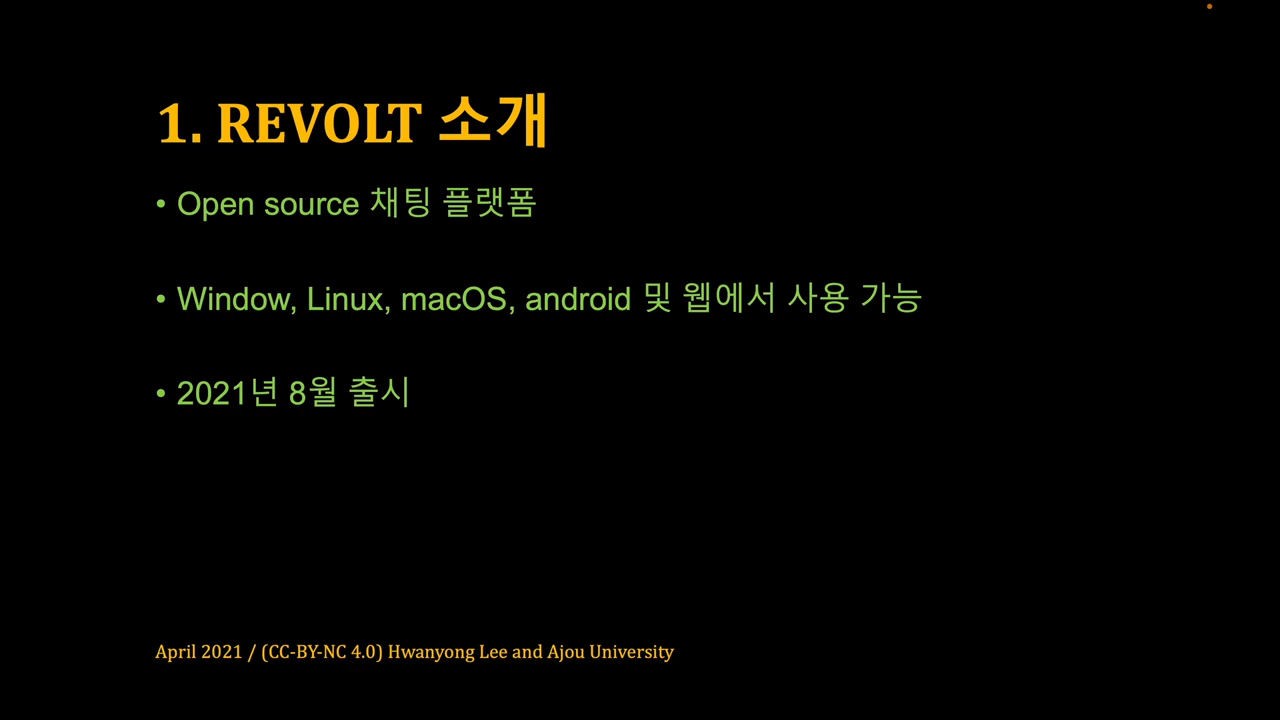 1. REVOLT 소개
• Open source 채팅 플랫폼
• Window, Linux, macOS, android 및 웹에서 사용 가능
• 2021년 8월 출시
April 2021 / (CC-BY-NC 4.0) Hwanyong Lee and Ajou University